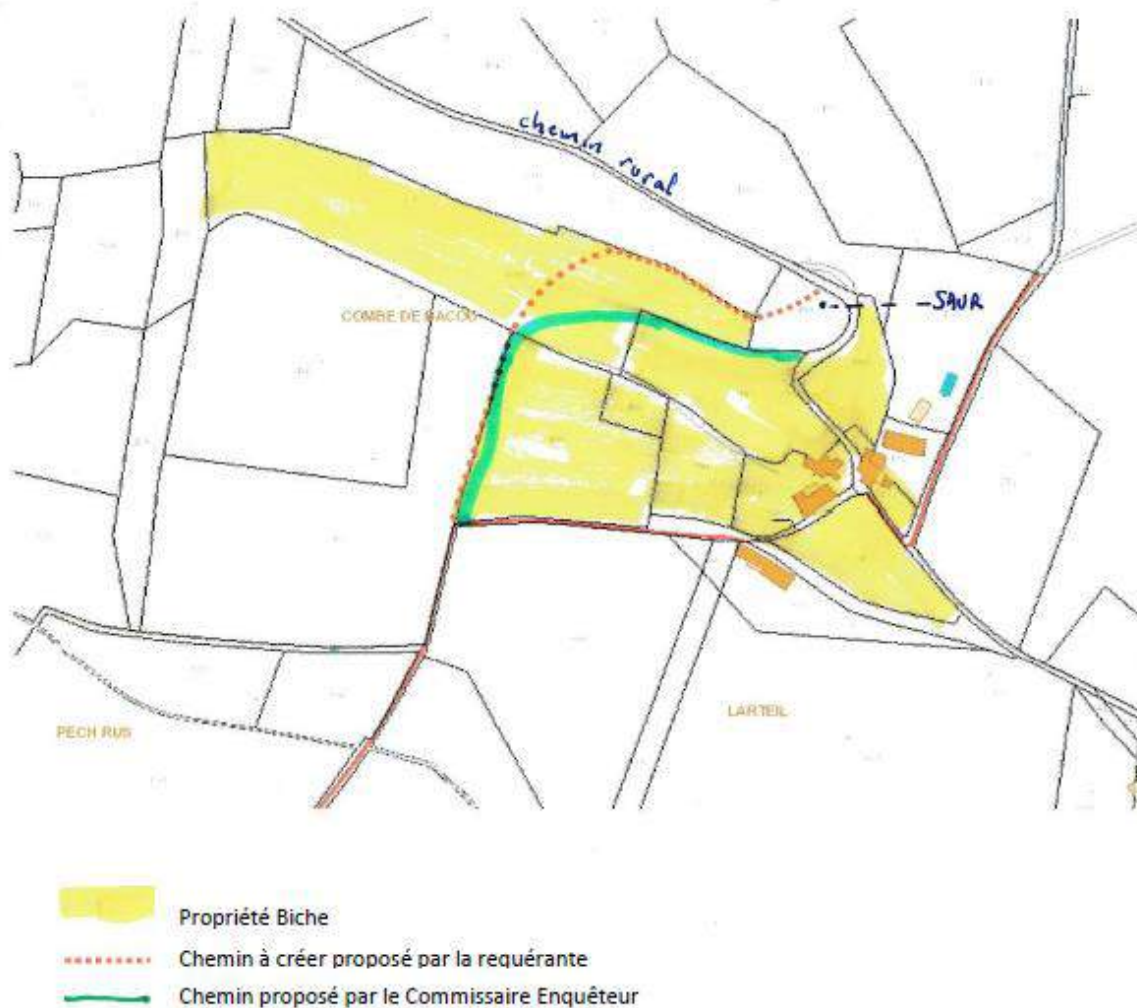 chemin rural
COMBE DE BACOU
SAUR
LARTEIL
PECH RUS
Propriété Biche
Chemin à créer proposé par la requérante
Chemin proposé par le Commissaire Enquêteur